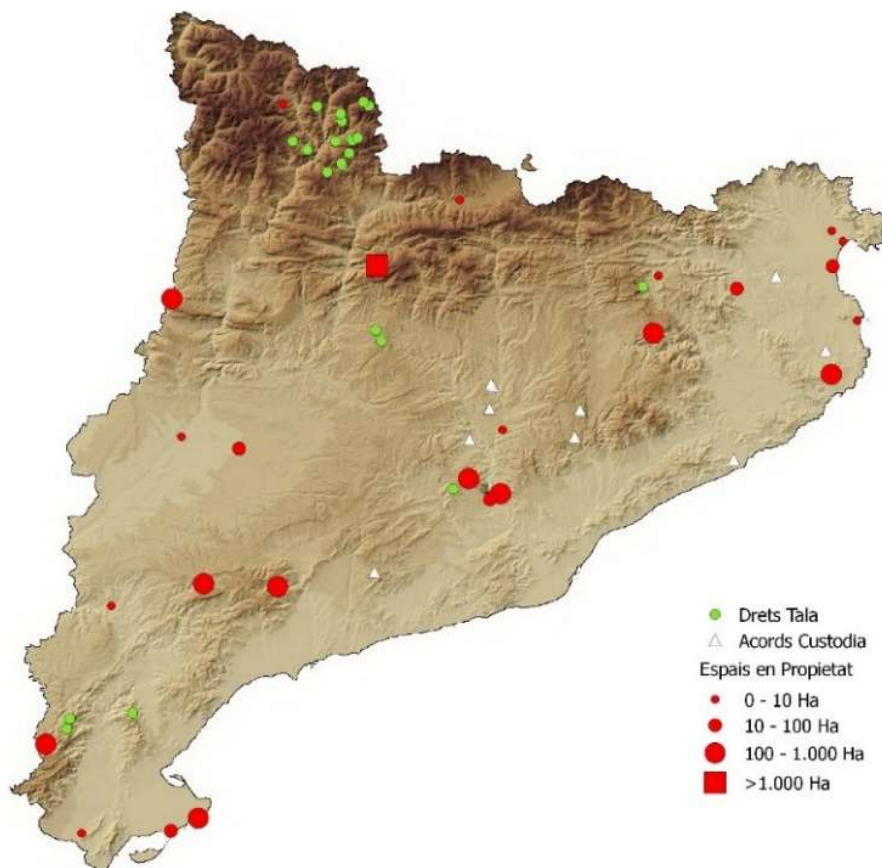 Drets Tala
Acords Custodia
Espais en Propietat
0 - 10 Ha
10 - 100 Ha
100 - 1.000 Ha
>1.000 Ha